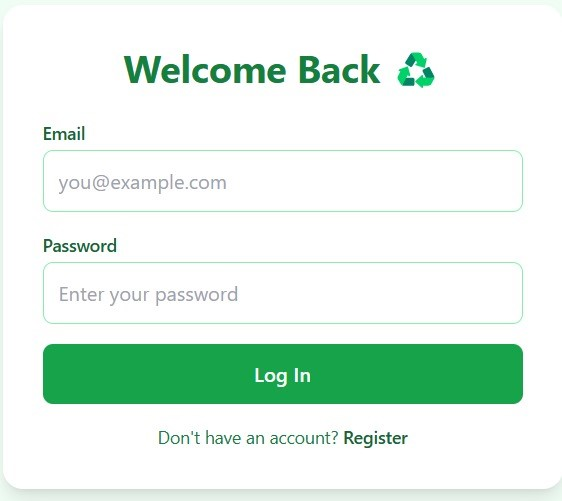 Welcome Back ♻️
Email
you@example.com
Password
Enter your password
Log In
Don't have an account? Register